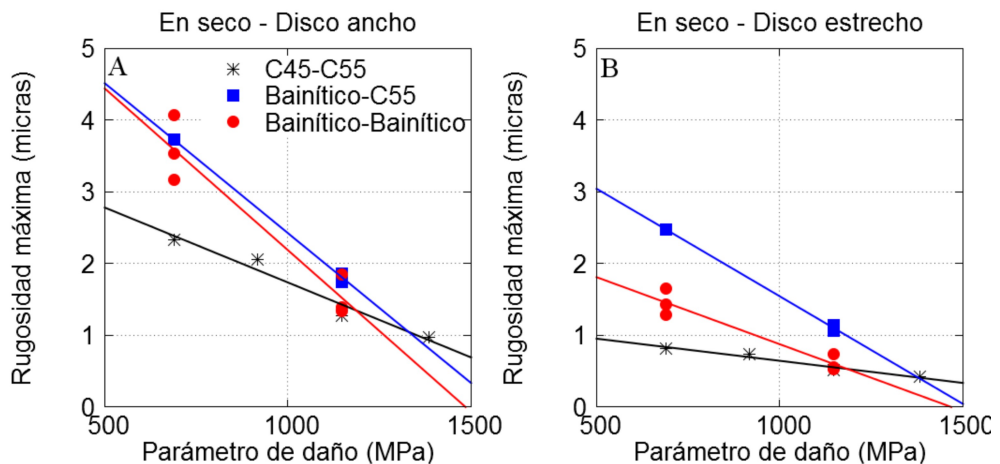 En seco - Disco ancho
A
C45-C55
Bainítico-C55
Bainítico-Bainítico
Rugosidad máxima (micras)
5
4
3
2
1
0
500 1000 1500
Parámetro de daño (MPa)
En seco - Disco estrecho
B
Rugosidad máxima (micras)
5
4
3
2
1
0
500 1000 1500
Parámetro de daño (MPa)